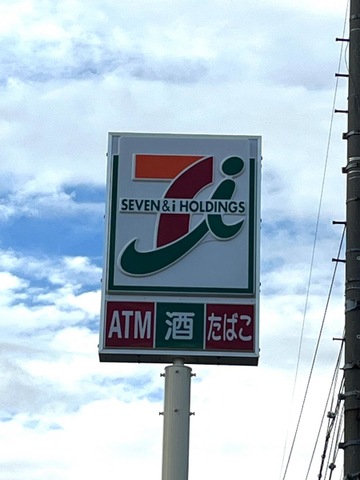 SEVEN & i HOLDINGS
ATM 酒 たばこ